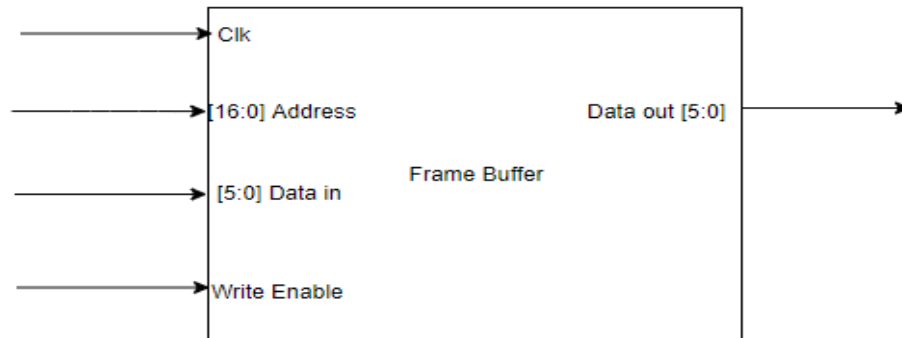 Clk
[16:0] Address
Data out [5:0]
Frame Buffer
[5:0] Data in
Write Enable